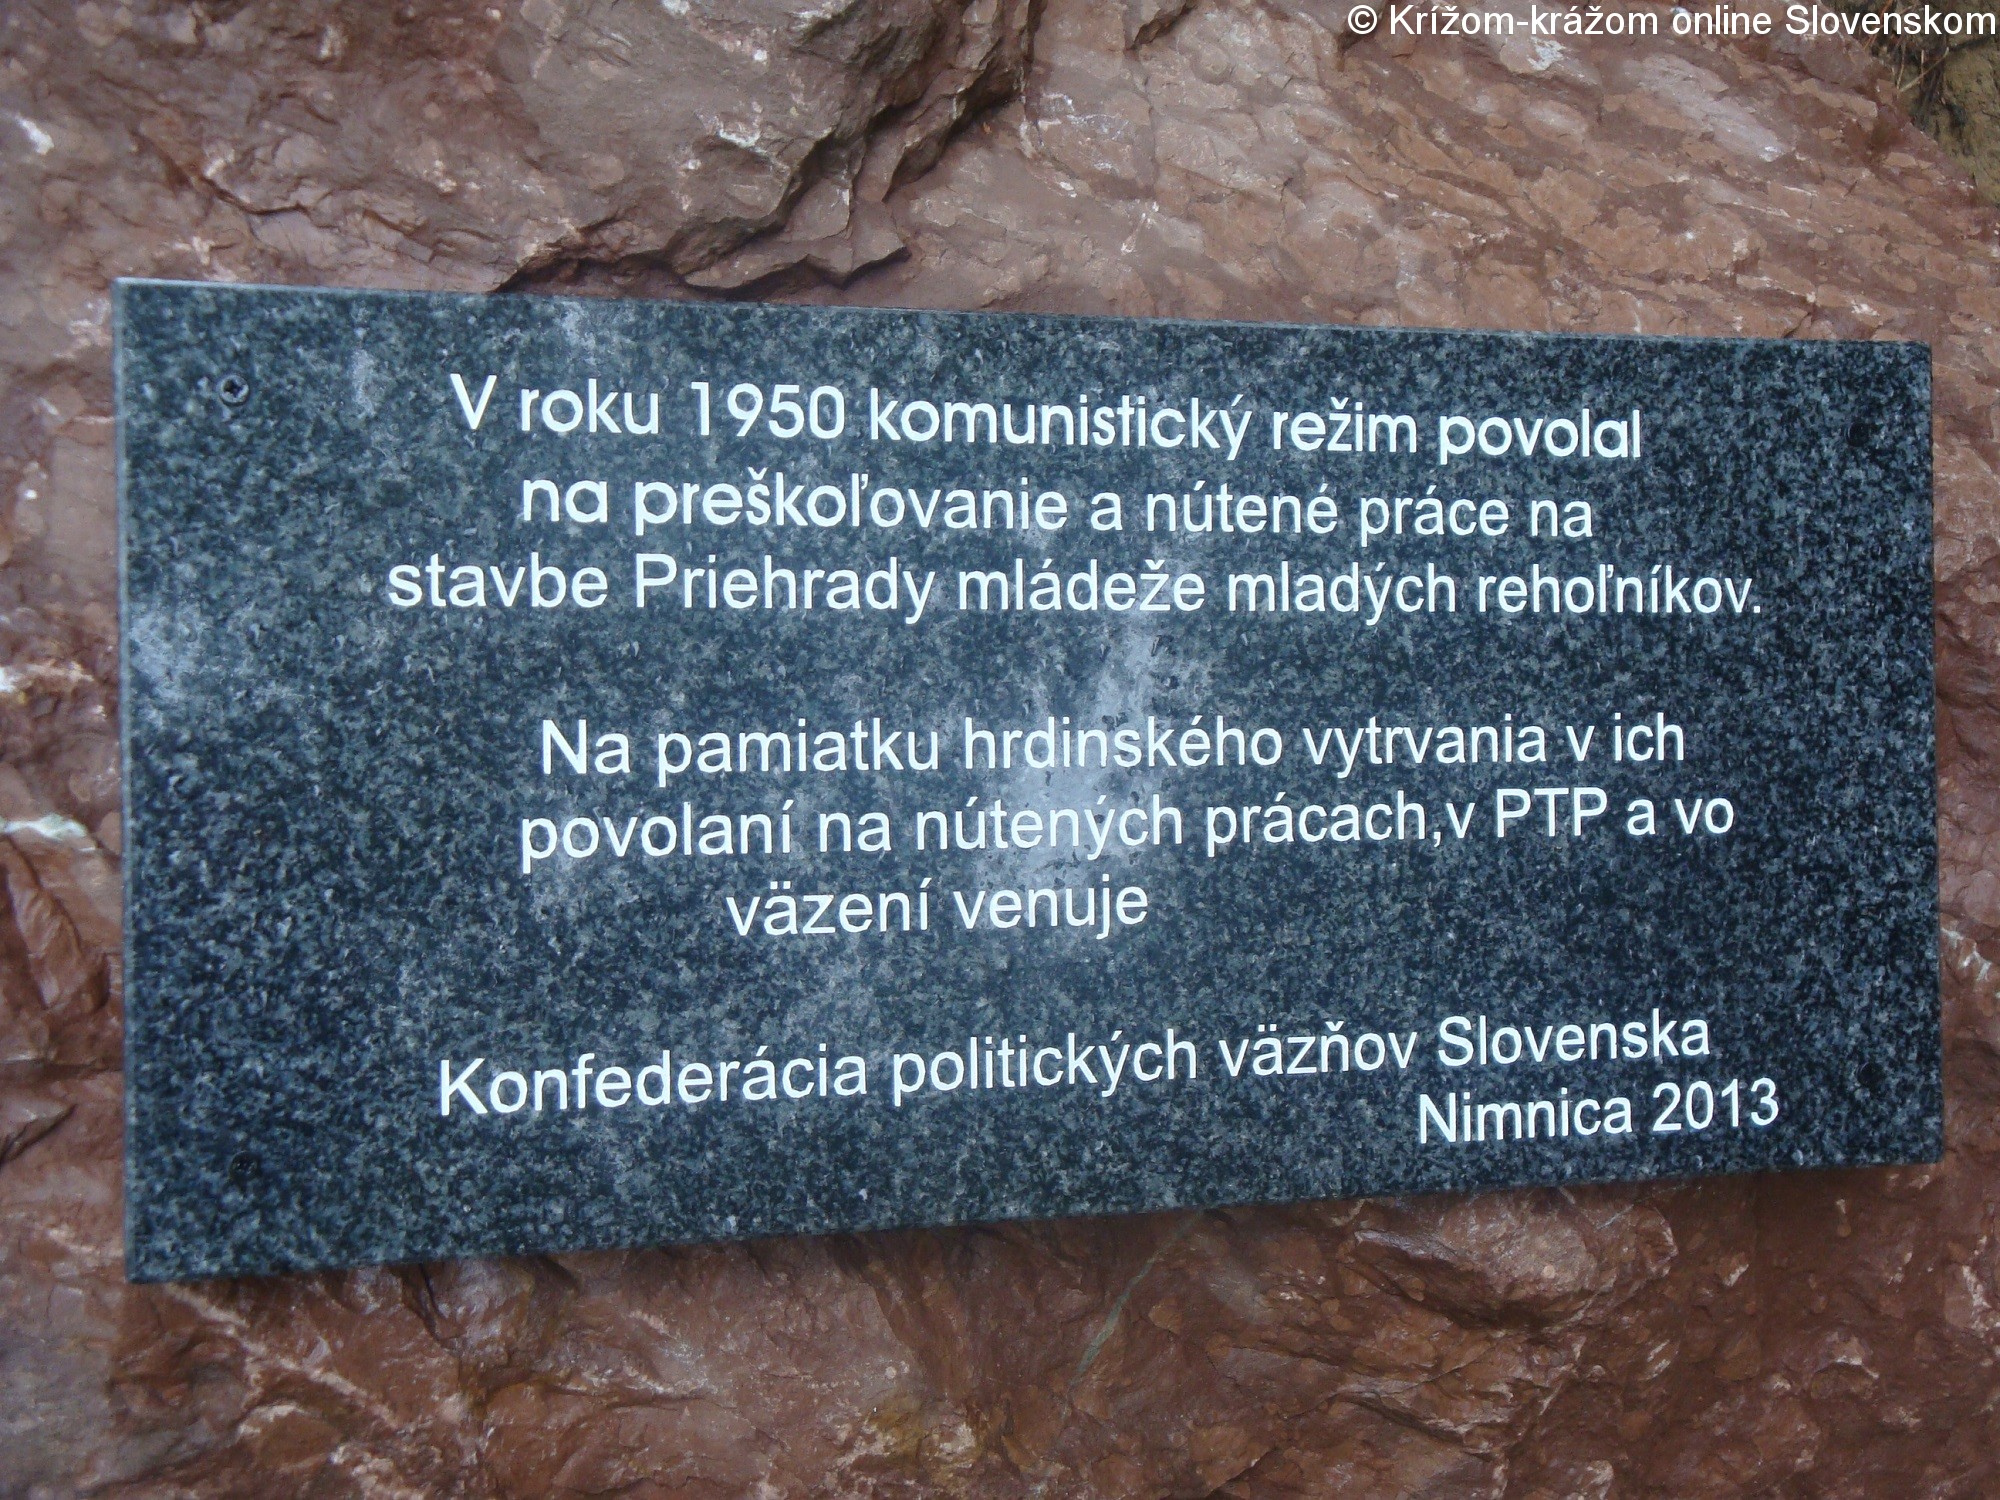 © Krížom-krážom online Slovenskom
V roku 1950 komunistický režim povolal
na preškoľovanie a nútené práce na
stavbe Priehrady mládeže mladých rehoľníkov.
Na pamiatku hrdinského vytrvania v ich
povolaní na nútených prácach,v PTP a vo
väzení venuje
Konfederácia politických väzňov Slovenska
Nimnica 2013